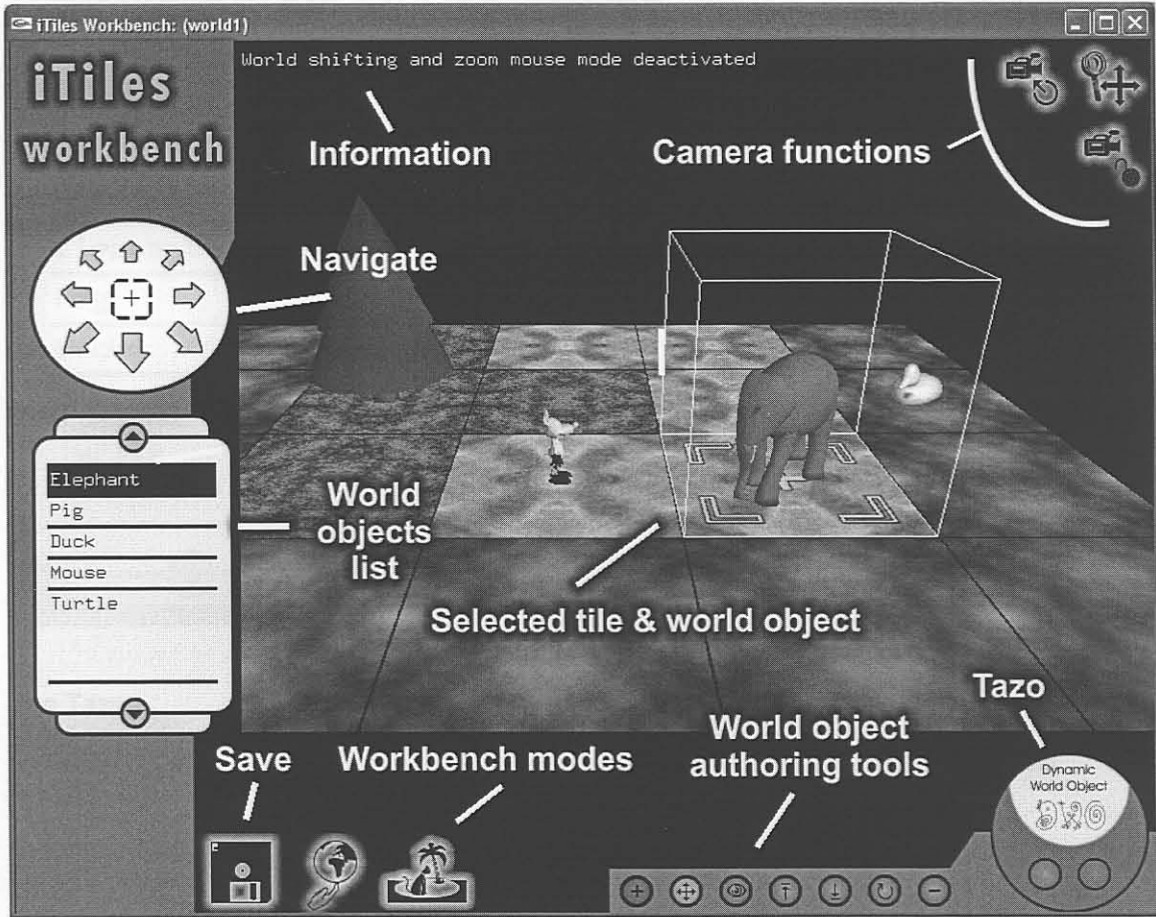 iTiles Workbench: (world1)
iTiles
workbench
World shifting and zoom mouse mode deactivated
Information
Camera functions
Navigate
Elephant
Pig
Duck
Mouse
Turtle
World
objects
list
Selected tile & world object
Save
Workbench modes
World object
authoring tools
Tazo
Dynamic
World Object